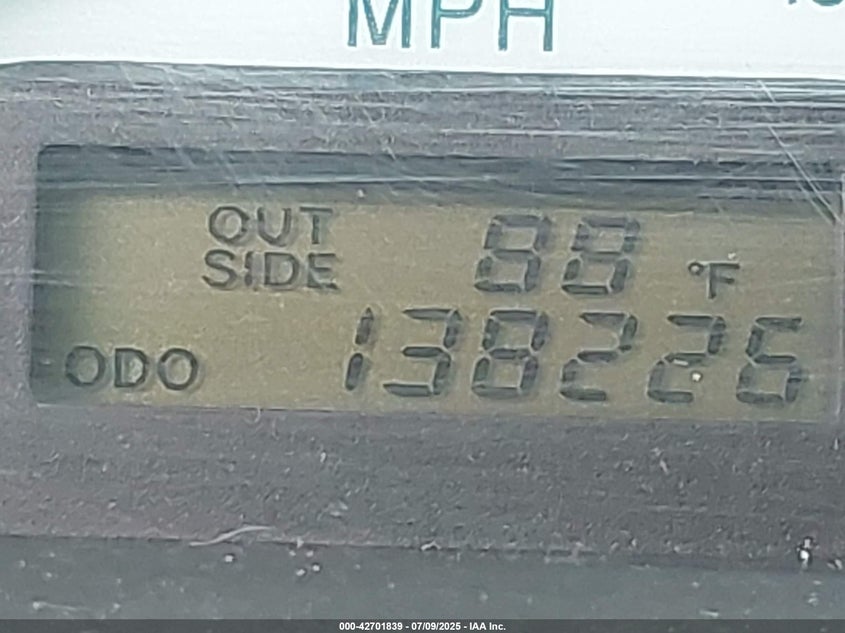 MPH
OUT SIDE 88 °F
ODO 138226
000-42701839 - 07/09/2025 - IAA Inc.